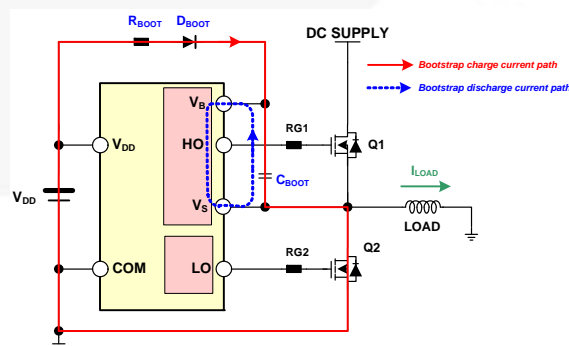 RBOOT DBOOT
DC SUPPLY
Bootstrap charge current path
Bootstrap discharge current path
VB
VDD
HO
RG1
Q1
ILOAD
CBOOT
VDD
VS
LOAD
RG2
Q2
COM
LO